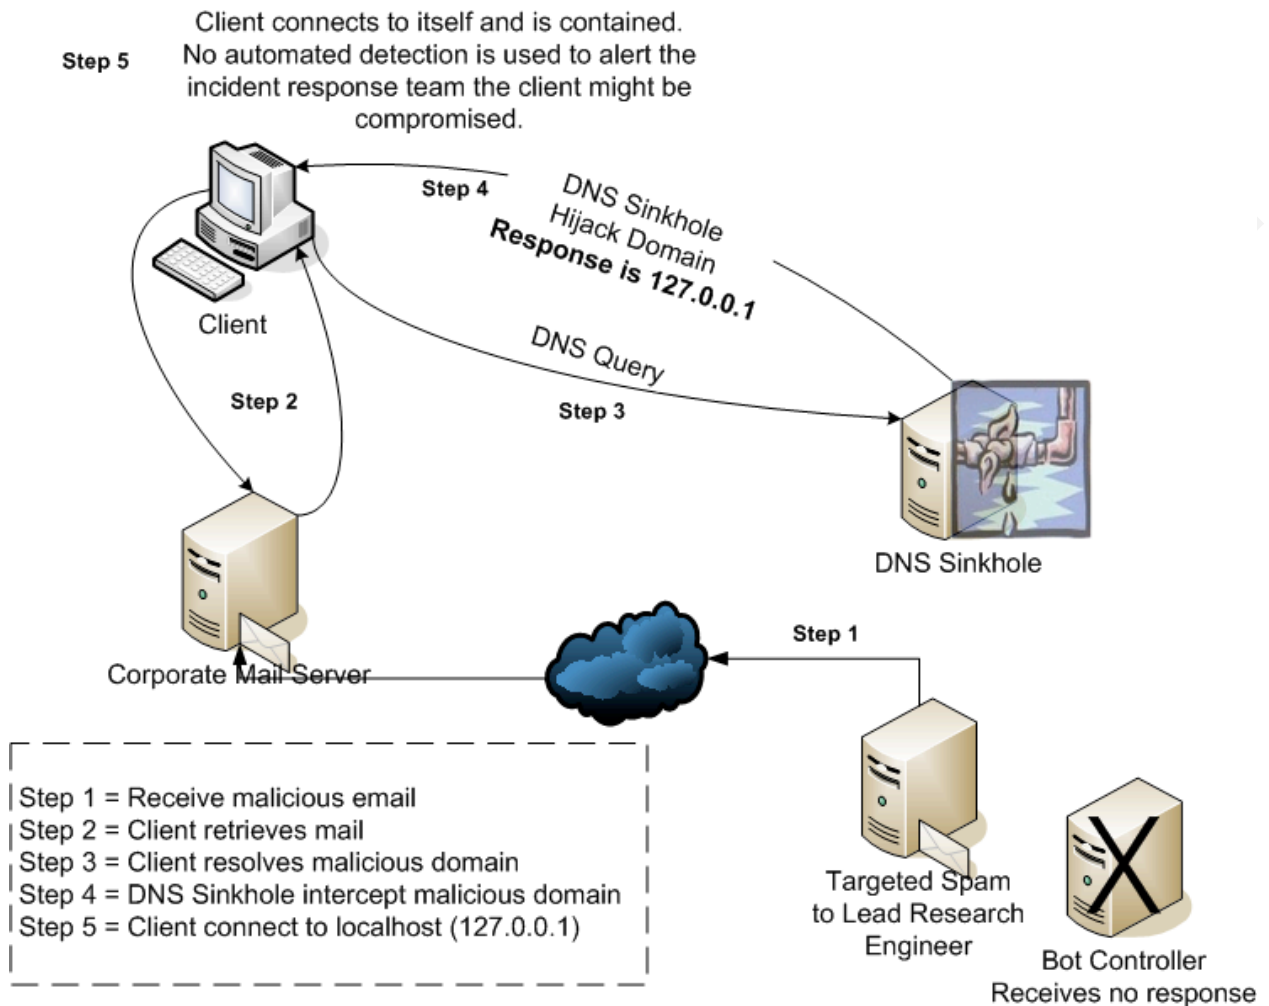 Client connects to itself and is contained.
No automated detection is used to alert the
incident response team the client might be
compromised.
Step 5
Step 4
DNS Sinkhole
Hijack Domain
Response is 127.0.0.1
Client
DNS Query
Step 2
Step 3
DNS Sinkhole
Step 1
Corporate Mail Server
Step 1 = Receive malicious email
Step 2 = Client retrieves mail
Step 3 = Client resolves malicious domain
Step 4 = DNS Sinkhole intercept malicious domain
Step 5 = Client connect to localhost (127.0.0.1)
Targeted Spam
to Lead Research
Engineer
Bot Controller
Receives no response